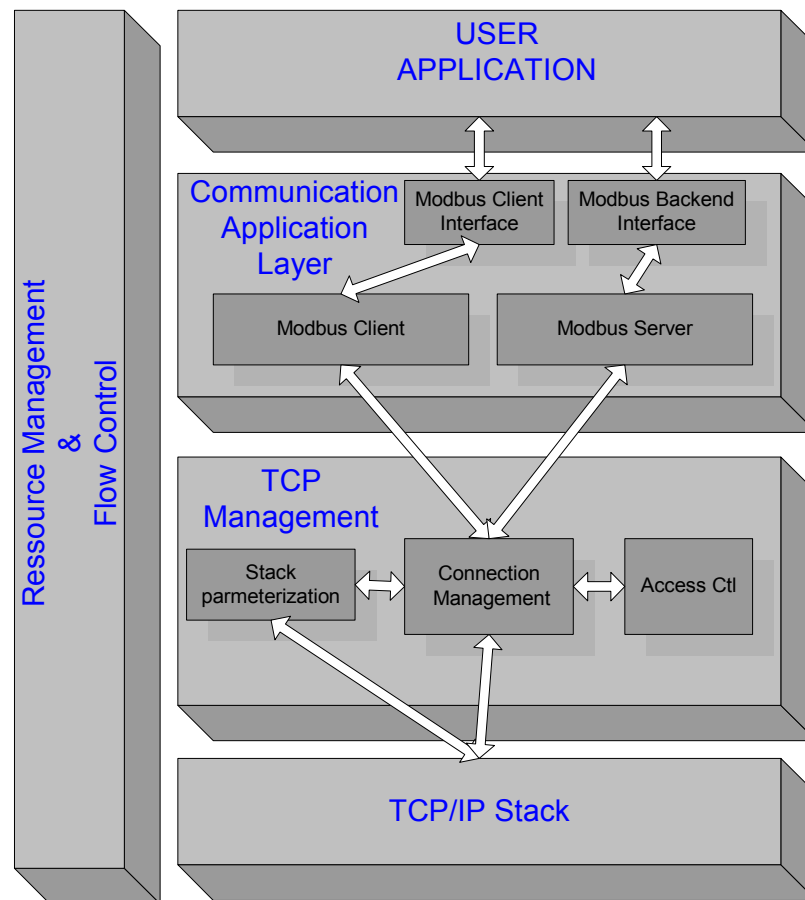 USER
APPLICATION
Communication
Application
Layer
Modbus Client
Interface
Modbus Backend
Interface
Modbus Client
Modbus Server
Ressource Management
&
Flow Control
TCP
Management
Stack
parmeterization
Connection
Management
Access Ctl
TCP/IP Stack